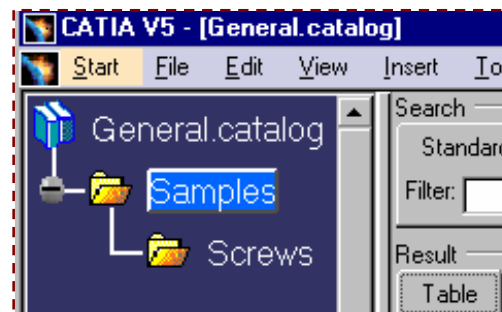 CATIA V5 - [General.catalog]
Start File Edit View Insert
General.catalog
Samples
Screws
Search
Filter:
Result
Table